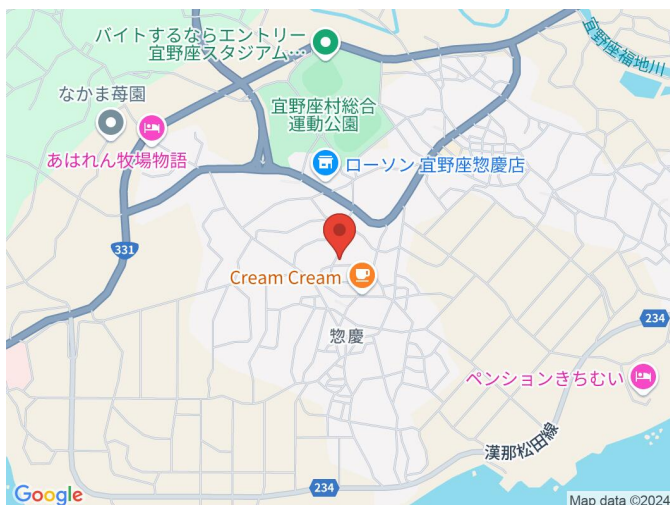 バイトするならエントリー
宜野座スタジアム…
宜野座福地川
なかま苺園
宜野座村総合
運動公園
あはれん牧場物語
ローソン 宜野座惣慶店
331
Cream Cream
234
惣慶
ペンションきちむい
漢那松田線
234
Google
Map data ©2024